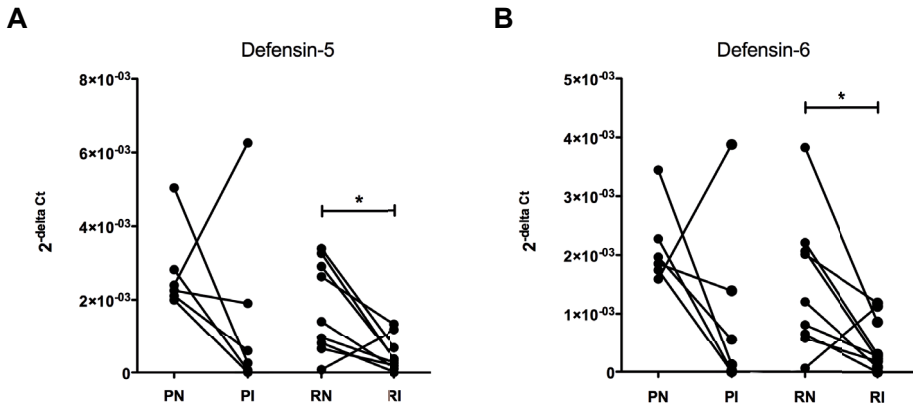 A
Defensin-5
2^-delta Ct
8×10^-03
6×10^-03
4×10^-03
2×10^-03
0
*
PN PI RN RI
B
Defensin-6
2^-delta Ct
5×10^-03
4×10^-03
3×10^-03
2×10^-03
1×10^-03
0
*
PN PI RN RI